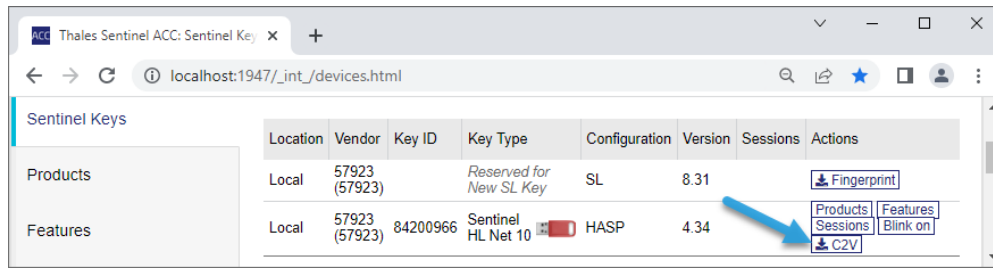 ACC Thales Sentinel ACC: Sentinel Key
localhost:1947/_int_/devices.html
Sentinel Keys
Products
Features
Location Vendor Key ID Key Type Configuration Version Sessions Actions
Local 57923 (57923) Reserved for New SL Key SL 8.31 Fingerprint
Local 57923 (57923) 84200966 Sentinel HL Net 10 HASP 4.34 Products Features
Sessions Blink on
C2V